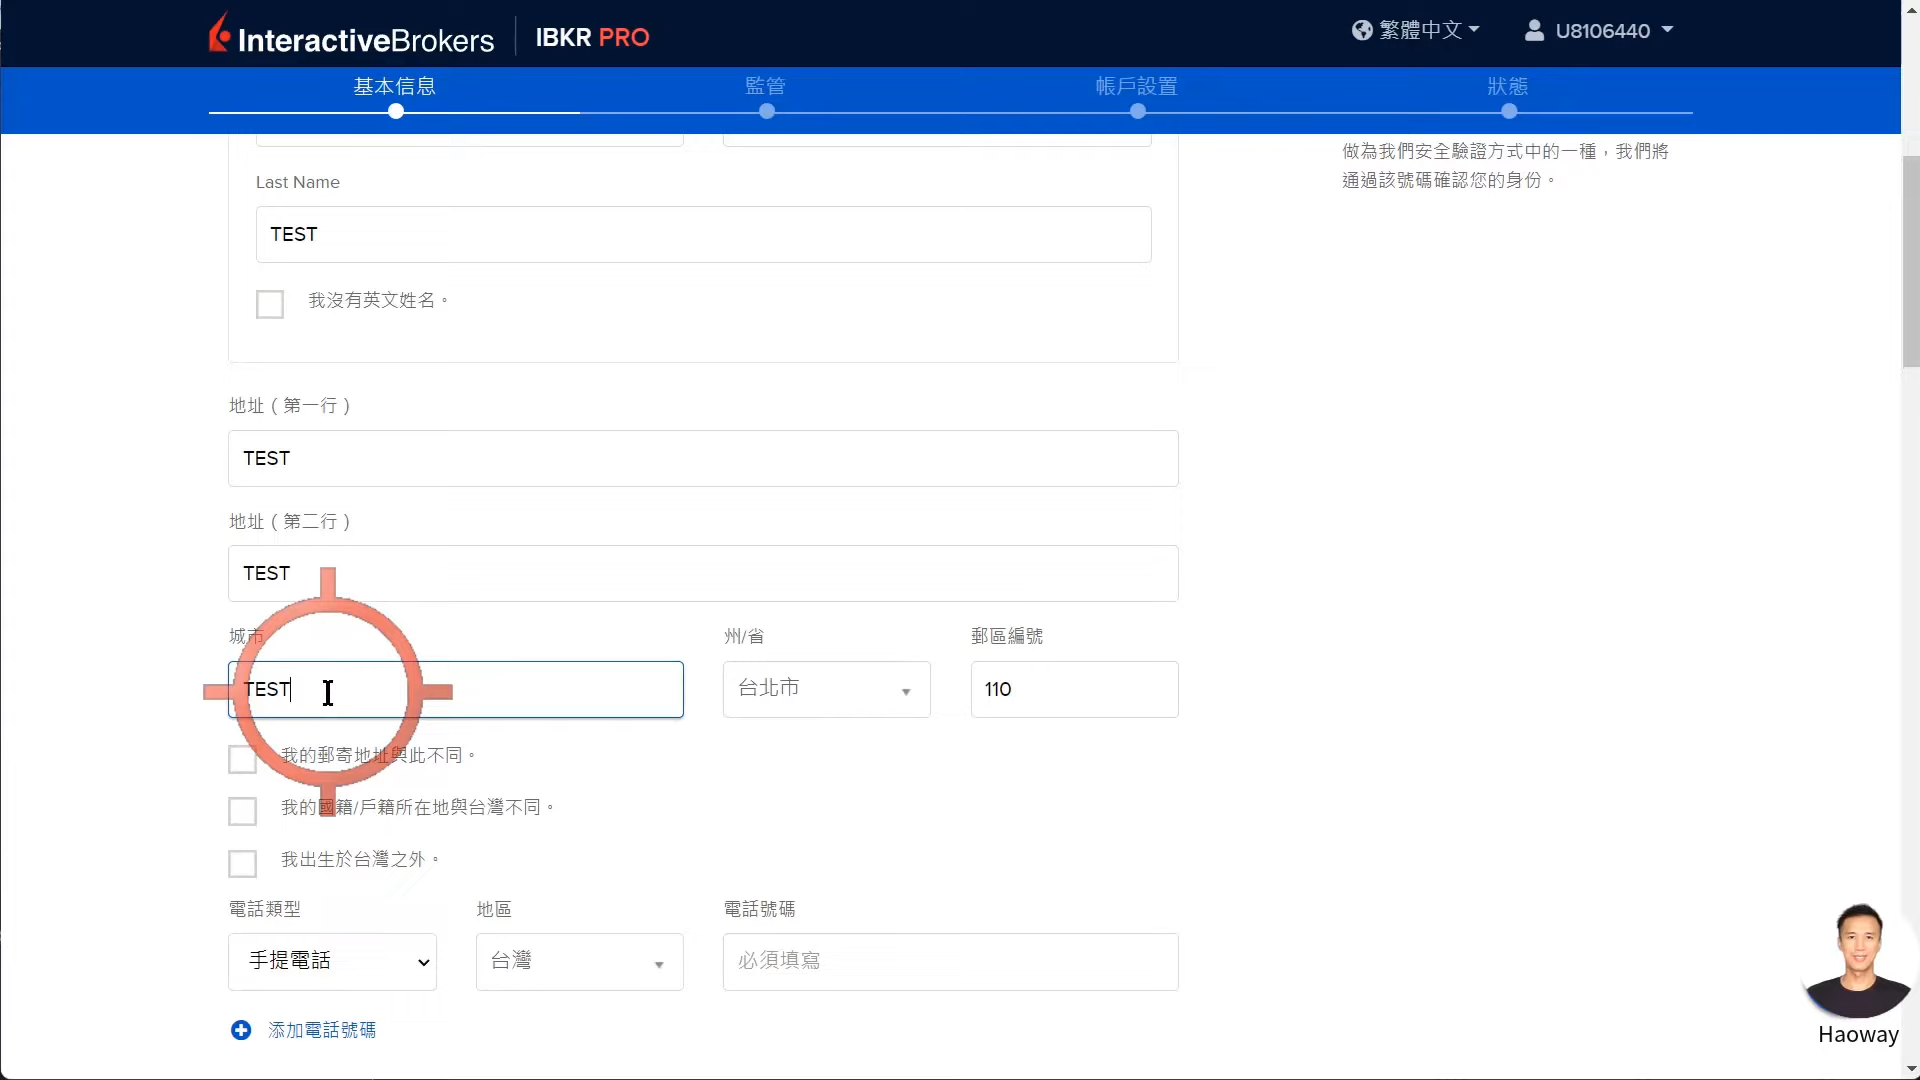 InteractiveBrokers
IBKR PRO
繁體中文
U8106440
基本信息
監管
帳戶設置
狀態
做為我們安全驗證方式中的一種，我們將
通過該號碼確認您的身份。
Last Name
TEST
我沒有英文姓名。
地址（第一行）
TEST
地址（第二行）
TEST
城市
州/省
郵區編號
TEST
台北市
110
我的郵寄地址與此不同。
我的國籍/戶籍所在地與台灣不同。
我出生於台灣之外。
電話類型
地區
電話號碼
手提電話
台灣
必須填寫
添加電話號碼
Haoway